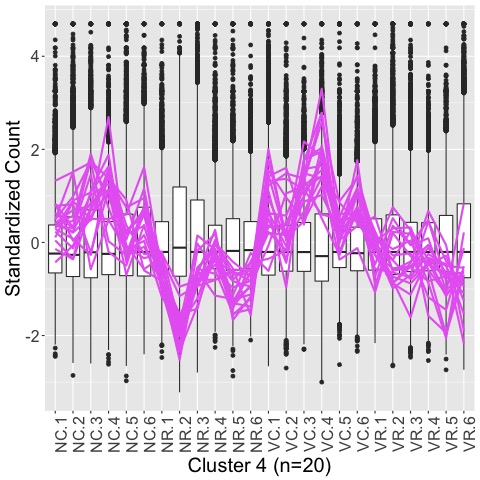 Standardized Count
4
2
0
-2
NC.1
NC.2
NC.3
NC.4
NC.5
NC.6
NR.1
NR.2
NR.3
NR.4
NR.5
NR.6
VC.1
VC.2
VC.3
VC.4
VC.5
VC.6
VR.1
VR.2
VR.3
VR.4
VR.5
VR.6
Cluster 4 (n=20)